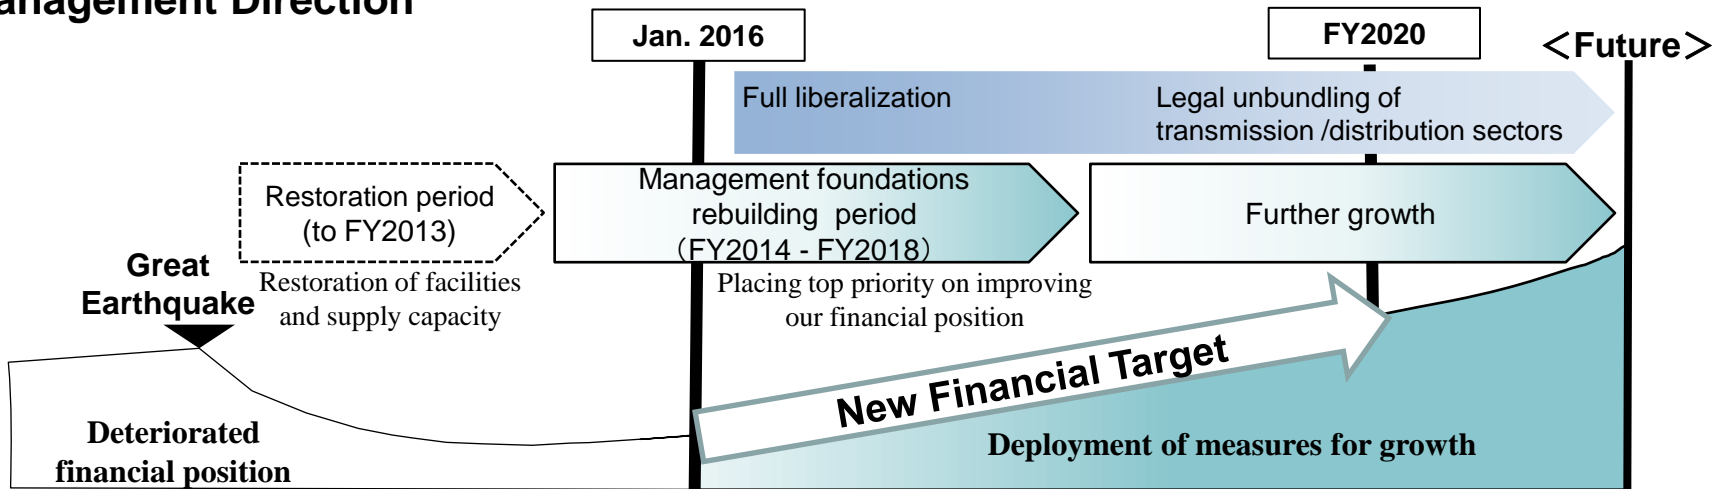 Management Direction
Jan. 2016
FY2020
＜Future＞
Full liberalization
Legal unbundling of
transmission /distribution sectors
Restoration period
(to FY2013)
Management foundations
rebuilding period
（FY2014 - FY2018）
Further growth
Great
Earthquake
Restoration of facilities
and supply capacity
Placing top priority on improving
our financial position
New Financial Target
Deteriorated
financial position
Deployment of measures for growth